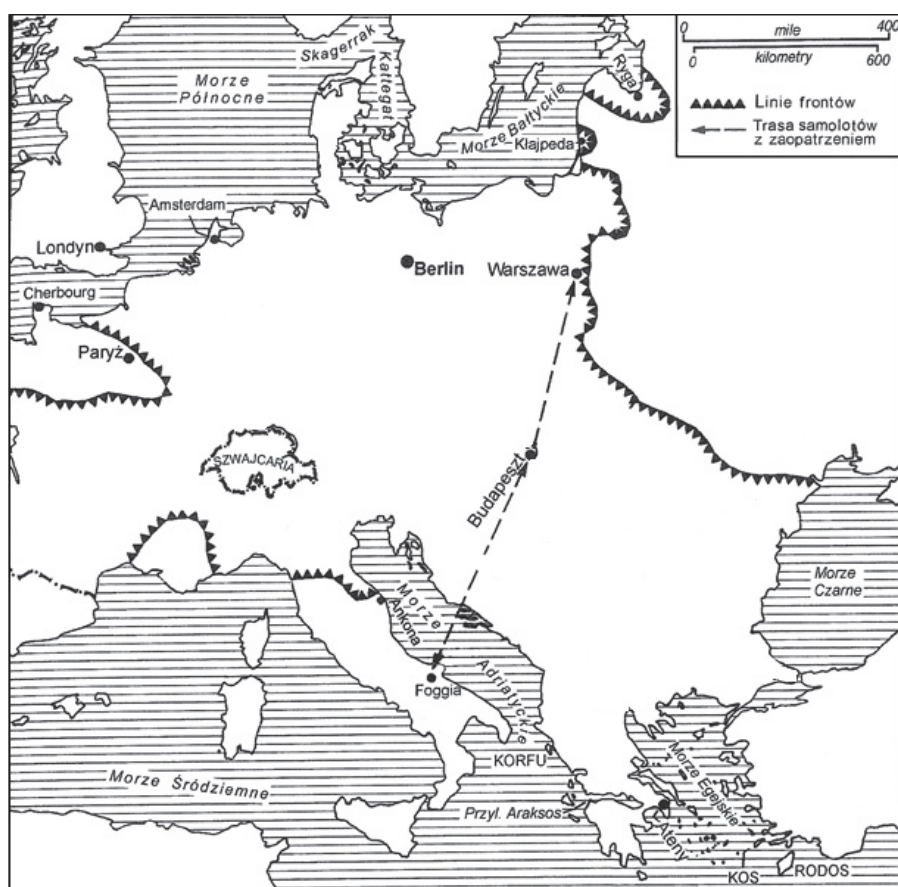 0 mile 400
0 kilometry 600
Linie frontów
Trasa samolotów
z zaopatrzeniem
Skagerrak
Kattegat
Morze
Północne
Ryga
Morze Bałtyckie
Kłajpeda
Amsterdam
Londyn
Berlin
Warszawa
Cherbourg
Paryż
SZWAJCARIA
Budapeszt
Morze
Czarne
Ankona
Morze
Adriatyckie
Foggia
KORFU
Morze Egejskie
Morze Śródziemne
Przyl. Araksos
Ateny
KOS
RODOS